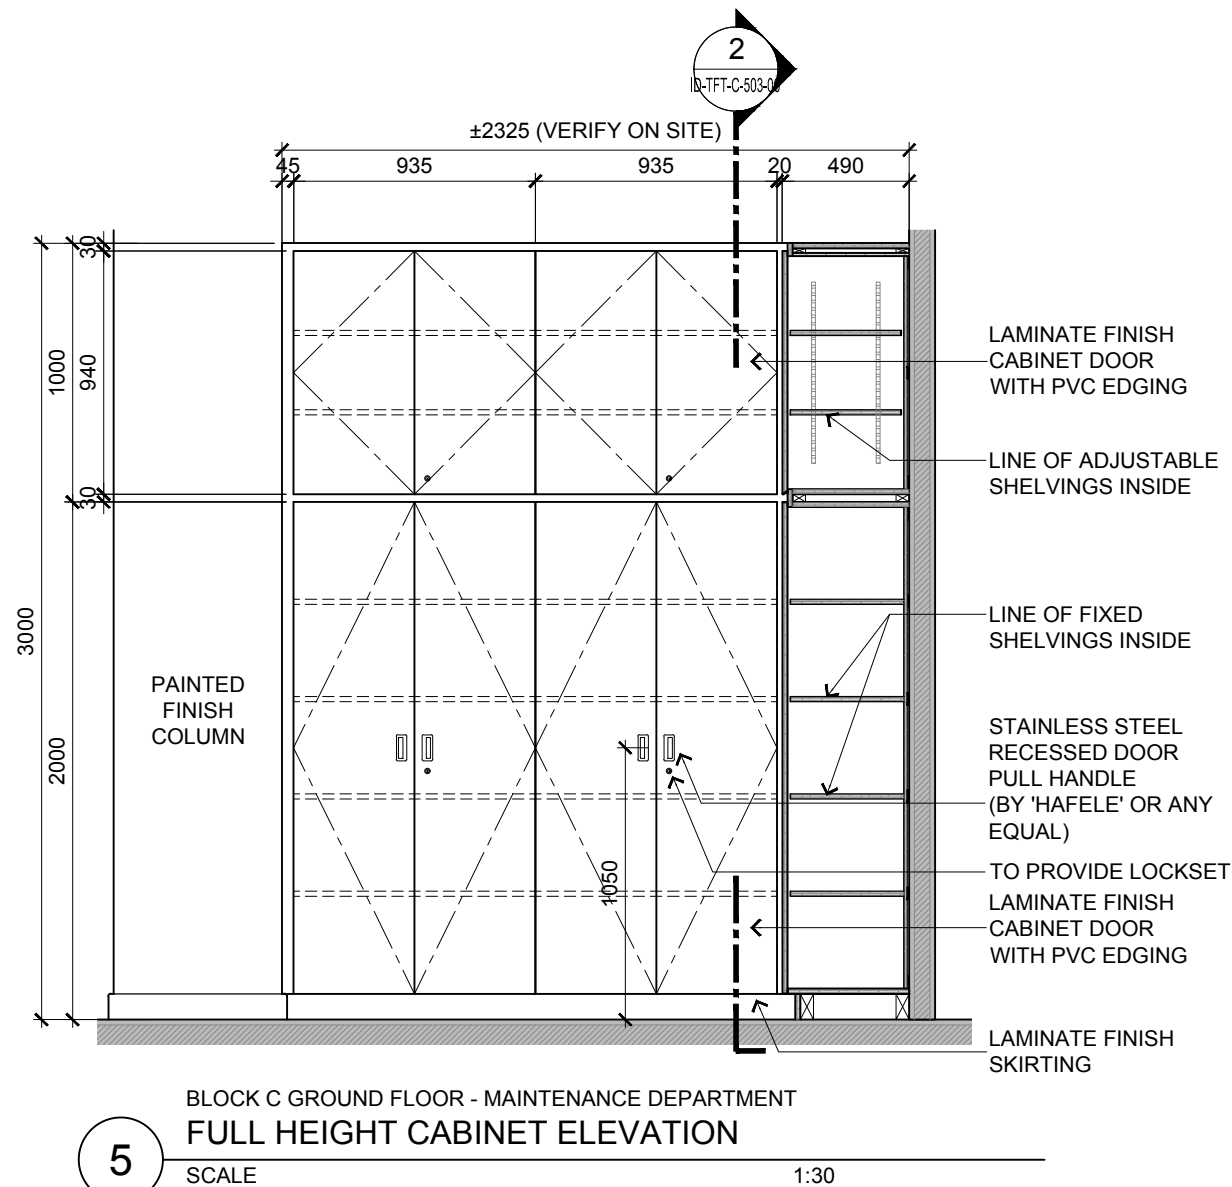 2
ID-TFT-C-503-0
±2325 (VERIFY ON SITE)
45
935
935
20
490
30
1000
940
30
3000
2000
1050
PAINTED
FINISH
COLUMN
LAMINATE FINISH
CABINET DOOR
WITH PVC EDGING
LINE OF ADJUSTABLE
SHELVINGS INSIDE
LINE OF FIXED
SHELVINGS INSIDE
STAINLESS STEEL
RECESSED DOOR
PULL HANDLE
(BY 'HAFELE' OR ANY
EQUAL)
TO PROVIDE LOCKSET
LAMINATE FINISH
CABINET DOOR
WITH PVC EDGING
LAMINATE FINISH
SKIRTING
BLOCK C GROUND FLOOR - MAINTENANCE DEPARTMENT
FULL HEIGHT CABINET ELEVATION
5
SCALE 1:30